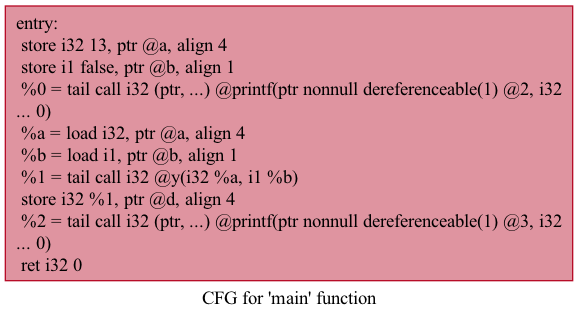 entry:
store i32 13, ptr @a, align 4
store i1 false, ptr @b, align 1
%0 = tail call i32 (ptr, ...) @printf(ptr nonnull dereferenceable(1) @2, i32
... 0)
%a = load i32, ptr @a, align 4
%b = load i1, ptr @b, align 1
%1 = tail call i32 @y(i32 %a, i1 %b)
store i32 %1, ptr @d, align 4
%2 = tail call i32 (ptr, ...) @printf(ptr nonnull dereferenceable(1) @3, i32
... 0)
ret i32 0
CFG for 'main' function